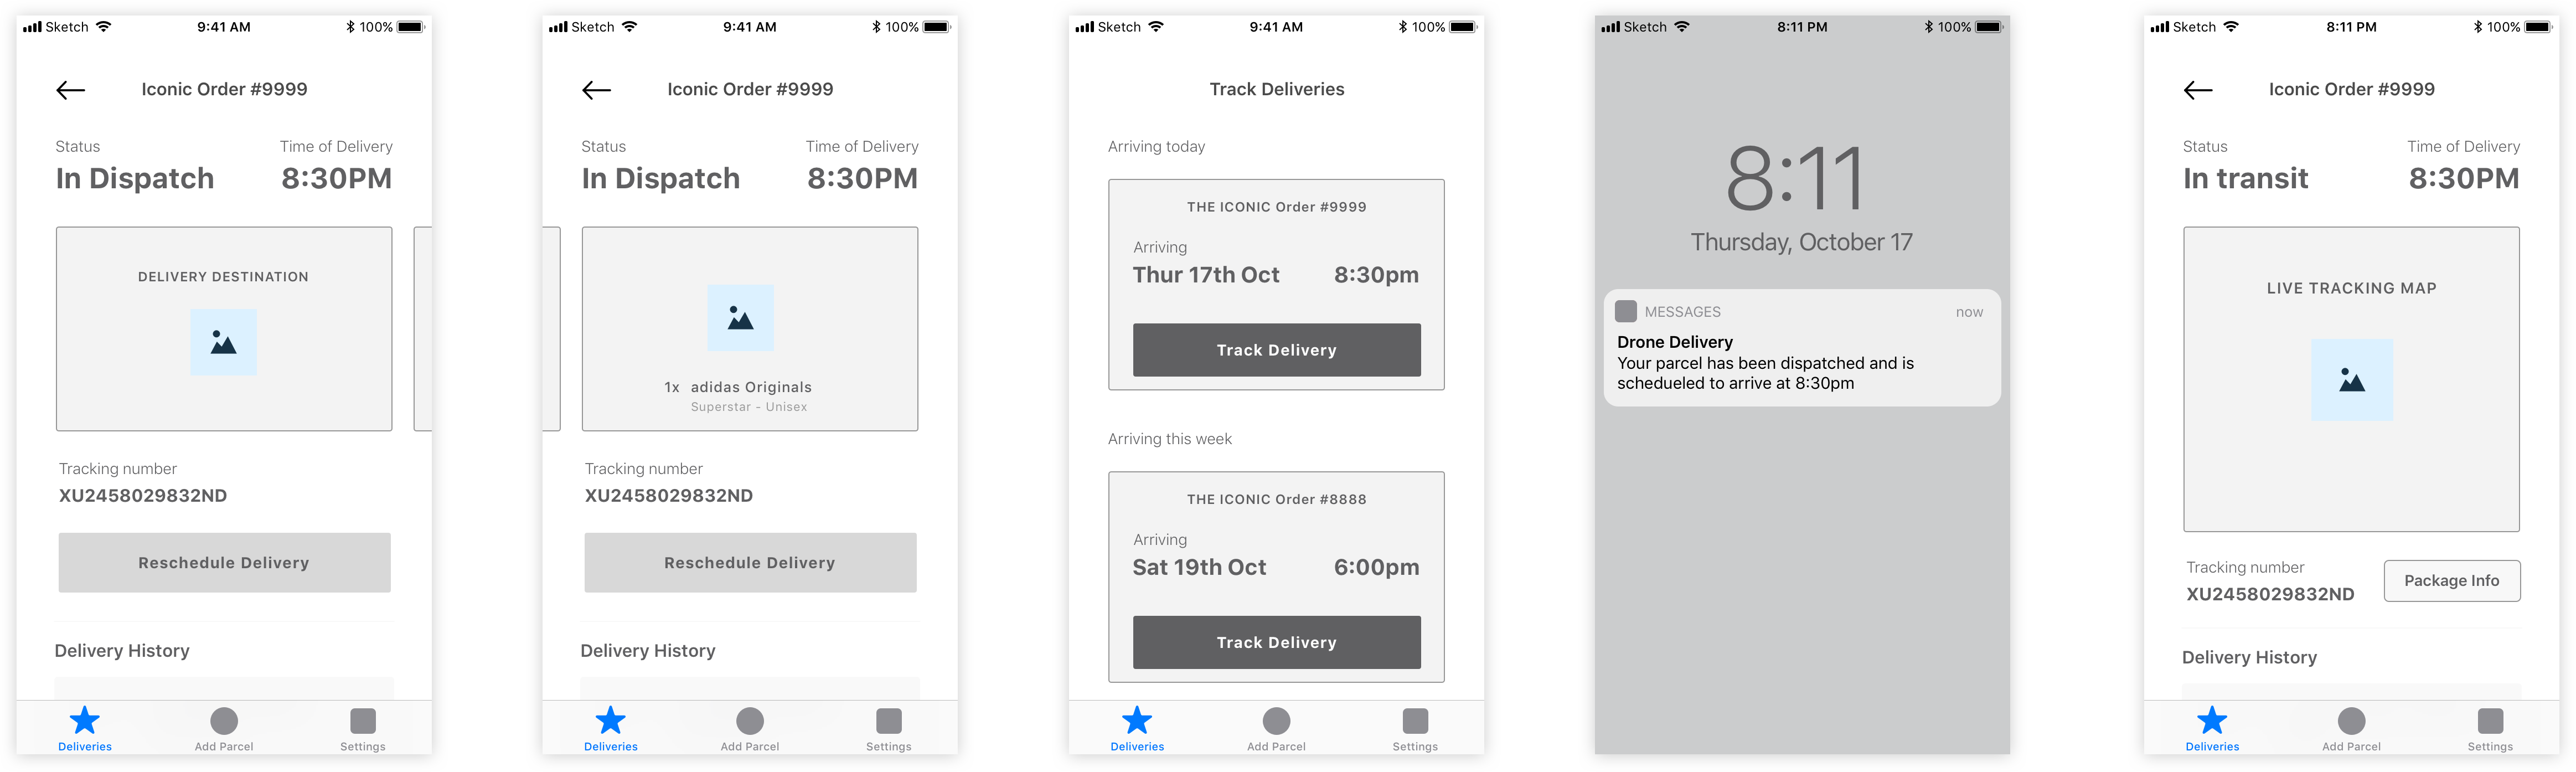 Sketch 9:41 AM 100%
Iconic Order #9999
Status Time of Delivery
In Dispatch 8:30PM
DELIVERY DESTINATION
Tracking number
XU2458029832ND
Reschedule Delivery
Delivery History
Deliveries Add Parcel Settings
Sketch 9:41 AM 100%
Iconic Order #9999
Status Time of Delivery
In Dispatch 8:30PM
1x adidas Originals
Superstar - Unisex
Tracking number
XU2458029832ND
Reschedule Delivery
Delivery History
Deliveries Add Parcel Settings
Sketch 9:41 AM 100%
Track Deliveries
Arriving today
THE ICONIC Order #9999
Arriving
Thur 17th Oct 8:30pm
Track Delivery
Arriving this week
THE ICONIC Order #8888
Arriving
Sat 19th Oct 6:00pm
Track Delivery
Deliveries Add Parcel Settings
Sketch 8:11 PM 100%
8:11
Thursday, October 17
MESSAGES now
Drone Delivery
Your parcel has been dispatched and is
schedueled to arrive at 8:30pm
Sketch 8:11 PM 100%
Iconic Order #9999
Status Time of Delivery
In transit 8:30PM
LIVE TRACKING MAP
Tracking number
XU2458029832ND
Package Info
Delivery History
Deliveries Add Parcel Settings